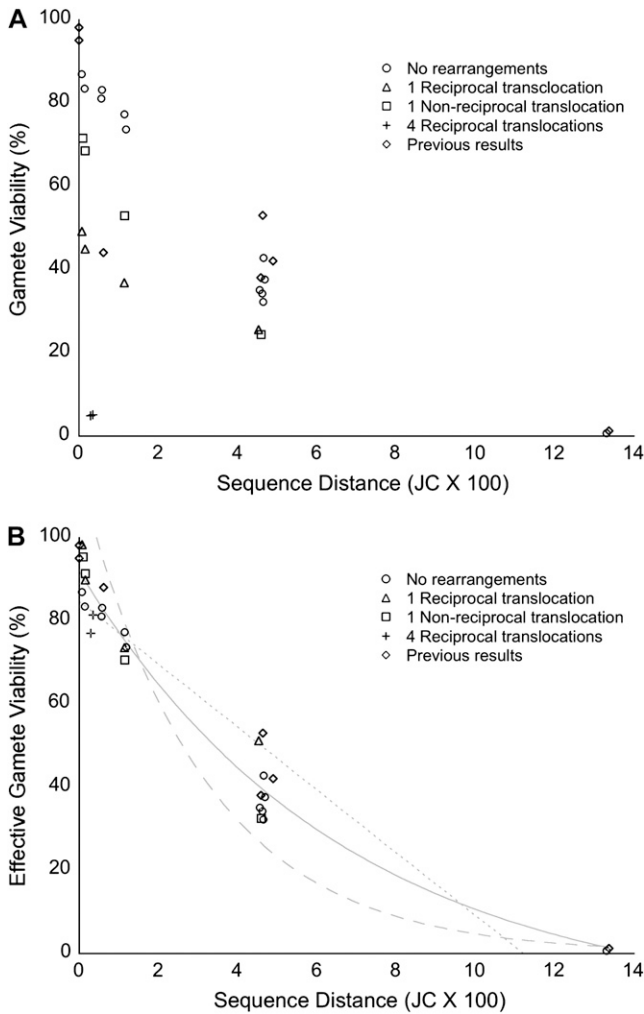 A
100
80
60
40
20
0
Gamete Viability (%)
No rearrangements
1 Reciprocal transclocation
1 Non-reciprocal translocation
4 Reciprocal translocations
Previous results
0 2 4 6 8 10 12 14
Sequence Distance (JC X 100)
B
100
80
60
40
20
0
Effective Gamete Viability (%)
No rearrangements
1 Reciprocal translocation
1 Non-reciprocal translocation
4 Reciprocal translocations
Previous results
0 2 4 6 8 10 12 14
Sequence Distance (JC X 100)